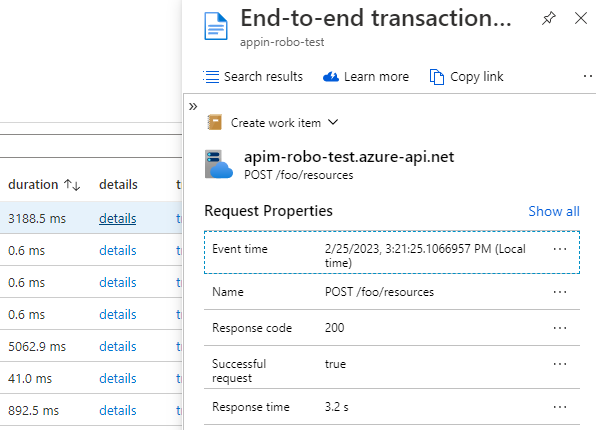 End-to-end transaction...
appin-robo-test
Search results
Learn more
Copy link
...
»
Create work item
apim-robo-test.azure-api.net
POST /foo/resources
Request Properties
Show all
Event time
2/25/2023, 3:21:25.1066957 PM (Local
time)
...
Name
POST /foo/resources
...
Response code
200
...
Successful
request
true
...
Response time
3.2 s
...
duration ↑↓
details
3188.5 ms
details
0.6 ms
details
0.6 ms
details
0.6 ms
details
5062.9 ms
details
41.0 ms
details
892.5 ms
details